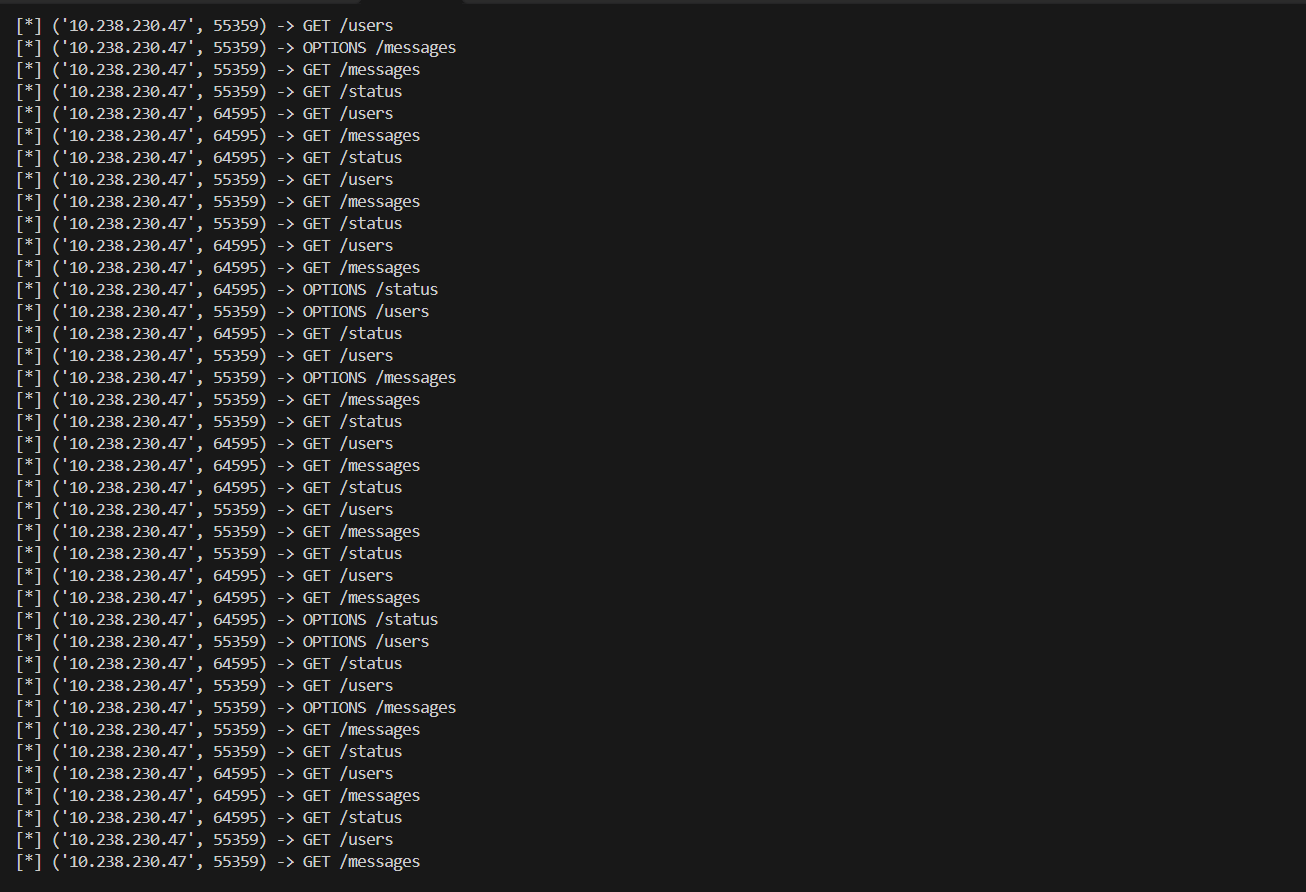 [*] ('10.238.230.47', 55359) -> GET /users
[*] ('10.238.230.47', 55359) -> OPTIONS /messages
[*] ('10.238.230.47', 55359) -> GET /messages
[*] ('10.238.230.47', 55359) -> GET /status
[*] ('10.238.230.47', 64595) -> GET /users
[*] ('10.238.230.47', 64595) -> GET /messages
[*] ('10.238.230.47', 64595) -> GET /status
[*] ('10.238.230.47', 55359) -> GET /users
[*] ('10.238.230.47', 55359) -> GET /messages
[*] ('10.238.230.47', 55359) -> GET /status
[*] ('10.238.230.47', 64595) -> GET /users
[*] ('10.238.230.47', 64595) -> GET /messages
[*] ('10.238.230.47', 64595) -> OPTIONS /status
[*] ('10.238.230.47', 55359) -> OPTIONS /users
[*] ('10.238.230.47', 64595) -> GET /status
[*] ('10.238.230.47', 55359) -> GET /users
[*] ('10.238.230.47', 55359) -> OPTIONS /messages
[*] ('10.238.230.47', 55359) -> GET /messages
[*] ('10.238.230.47', 55359) -> GET /status
[*] ('10.238.230.47', 64595) -> GET /users
[*] ('10.238.230.47', 64595) -> GET /messages
[*] ('10.238.230.47', 64595) -> GET /status
[*] ('10.238.230.47', 55359) -> GET /users
[*] ('10.238.230.47', 55359) -> GET /messages
[*] ('10.238.230.47', 55359) -> GET /status
[*] ('10.238.230.47', 64595) -> GET /users
[*] ('10.238.230.47', 64595) -> GET /messages
[*] ('10.238.230.47', 64595) -> OPTIONS /status
[*] ('10.238.230.47', 55359) -> OPTIONS /users
[*] ('10.238.230.47', 64595) -> GET /status
[*] ('10.238.230.47', 55359) -> GET /users
[*] ('10.238.230.47', 55359) -> OPTIONS /messages
[*] ('10.238.230.47', 55359) -> GET /messages
[*] ('10.238.230.47', 55359) -> GET /status
[*] ('10.238.230.47', 64595) -> GET /users
[*] ('10.238.230.47', 64595) -> GET /messages
[*] ('10.238.230.47', 64595) -> GET /status
[*] ('10.238.230.47', 55359) -> GET /users
[*] ('10.238.230.47', 55359) -> GET /messages